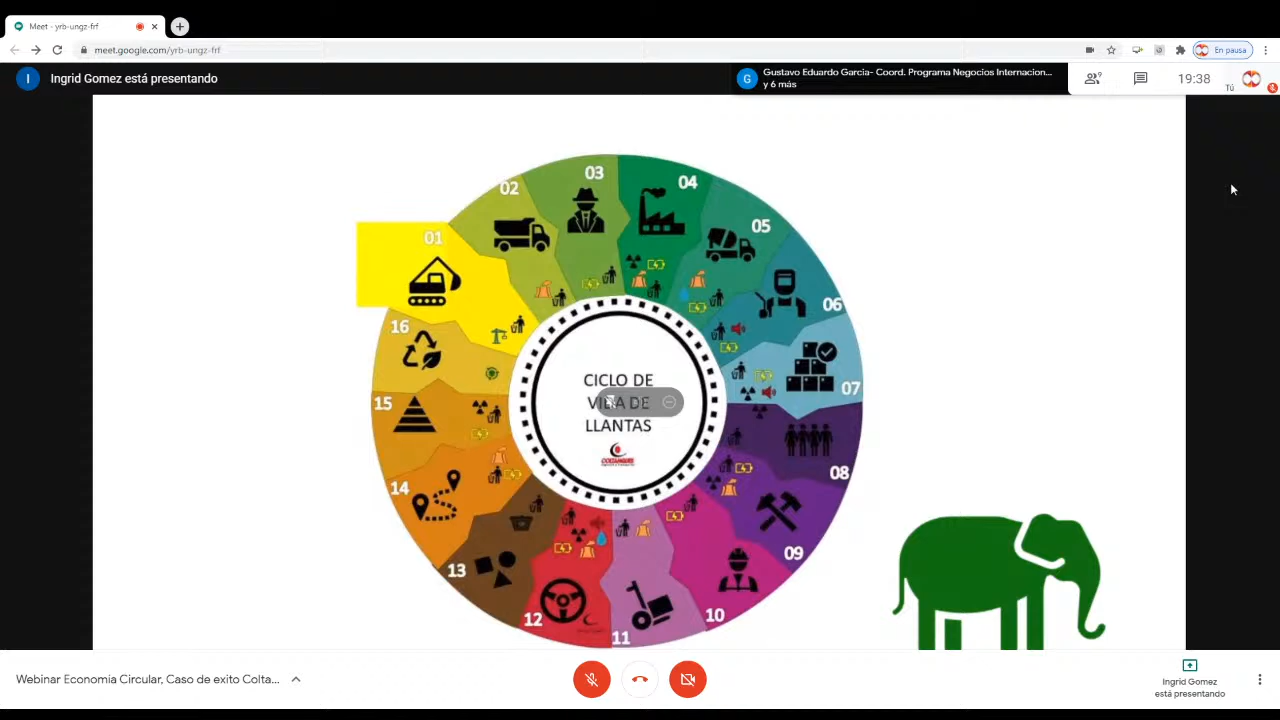 Meet - yrb-ungz-frf
meet.google.com/yrb-ungz-frf
En pausa
I
Ingrid Gomez está presentando
G
Gustavo Eduardo Garcia- Coord. Programa Negocios Internacion...
y 6 más
19:38
Tú
01
02
03
04
05
06
07
08
09
10
11
12
13
14
15
16
CICLO DE
VIDA DE
LLANTAS
COLTANQUES
Webinar Economia Circular, Caso de exito Colta...
Ingrid Gomez
está presentando